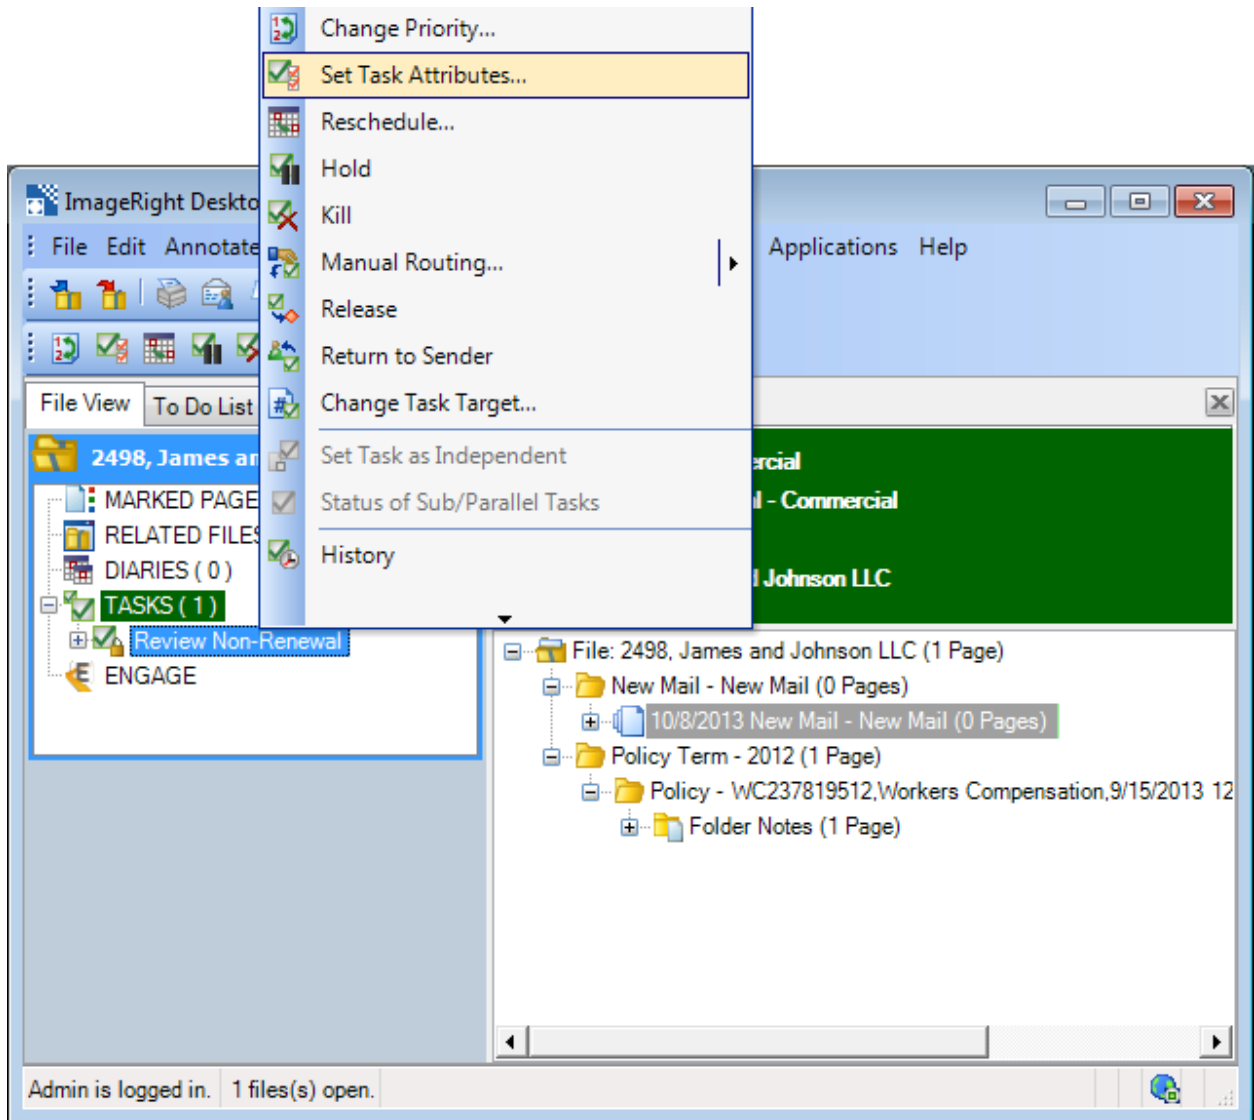 Change Priority...
Set Task Attributes...
Reschedule...
Hold
Kill
Manual Routing...
Release
Return to Sender
Change Task Target...
Set Task as Independent
Status of Sub/Parallel Tasks
History
ImageRight Deskto
File Edit Annotate Applications Help
File View To Do List
2498, James an
MARKED PAGE
RELATED FILES
DIARIES ( 0 )
TASKS ( 1 )
Review Non-Renewal
ENGAGE
ercial
l - Commercial
l Johnson LLC
File: 2498, James and Johnson LLC (1 Page)
New Mail - New Mail (0 Pages)
10/8/2013 New Mail - New Mail (0 Pages)
Policy Term - 2012 (1 Page)
Policy - WC237819512,Workers Compensation,9/15/2013 12
Folder Notes (1 Page)
Admin is logged in. 1 files(s) open.